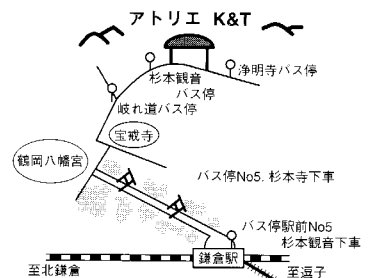 アトリエ K&T
浄明寺バス停
杉本観音
バス停
岐れ道バス停
宝戒寺
鶴岡八幡宮
バス停No5. 杉本寺下車
バス停駅前No5
杉本観音下車
鎌倉駅
至北鎌倉
至逗子